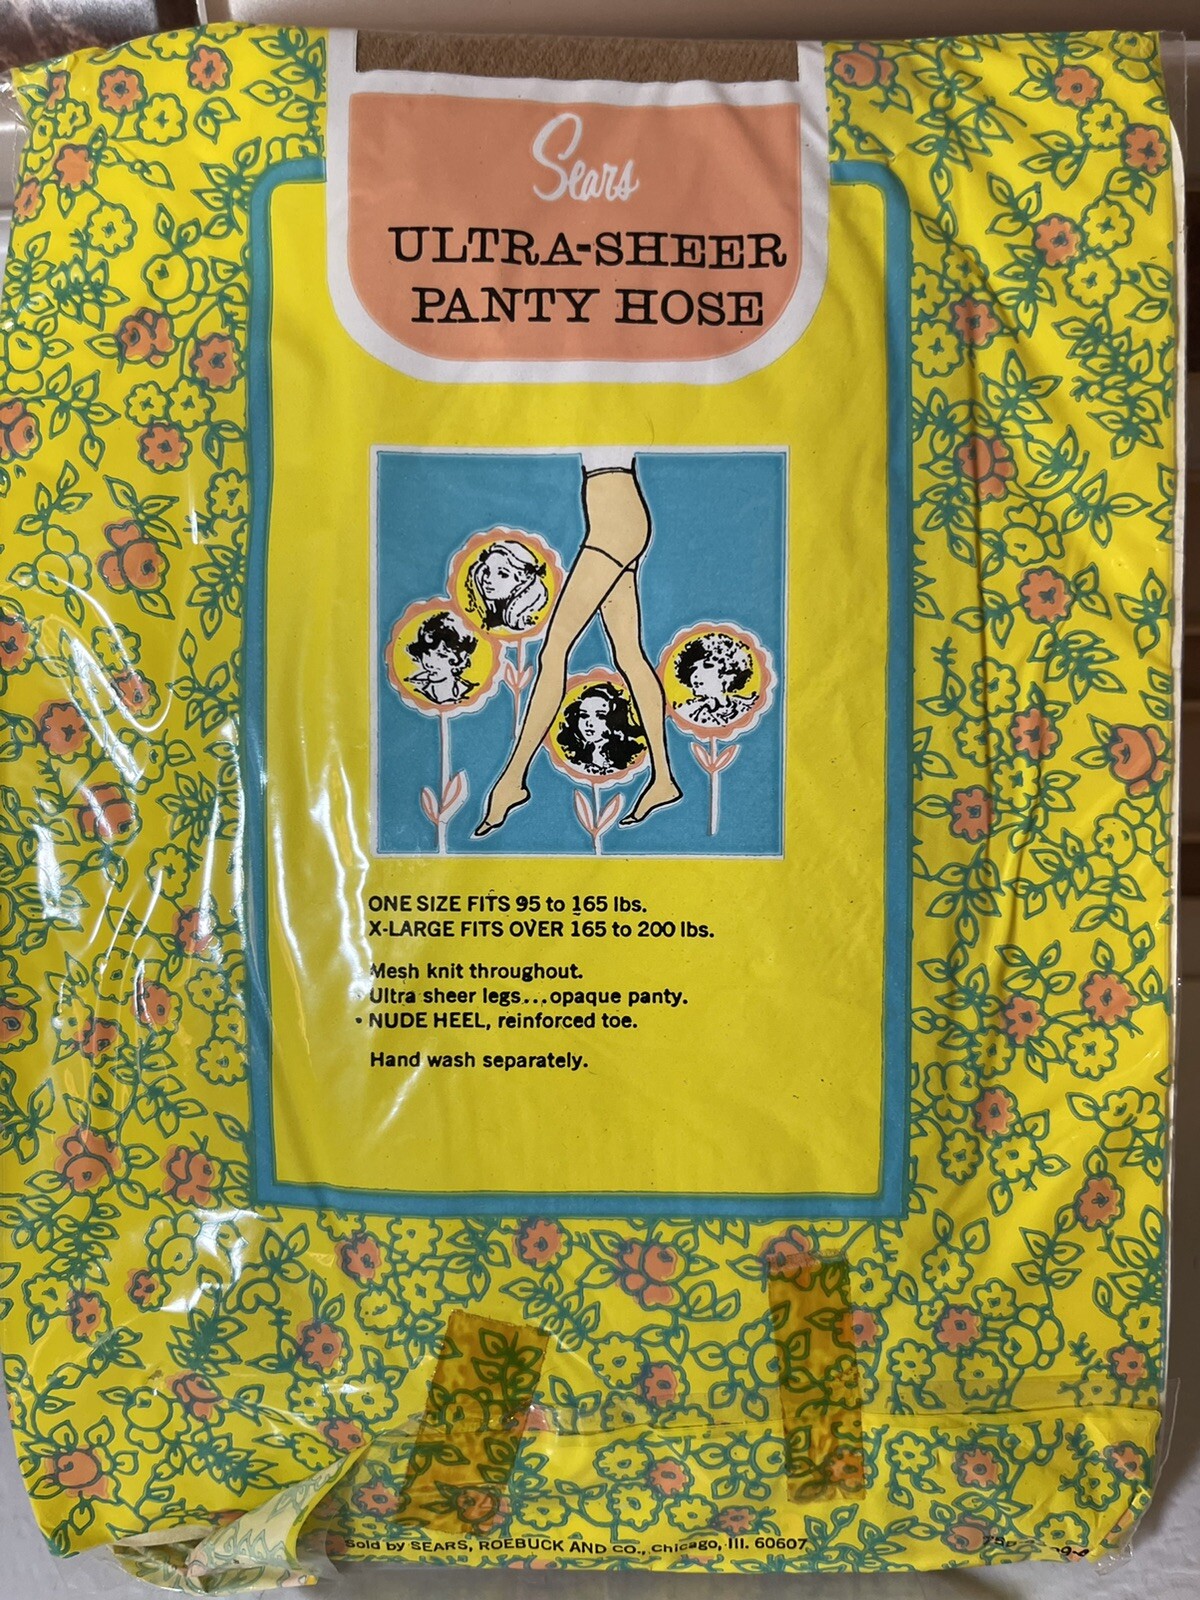 Sears
ULTRA-SHEER
PANTY HOSE
ONE SIZE FITS 95 to 165 lbs.
X-LARGE FITS OVER 165 to 200 lbs.
Mesh knit throughout.
Ultra sheer legs...opaque panty.
• NUDE HEEL, reinforced toe.
Hand wash separately.
Sold by SEARS, ROEBUCK AND CO., Chicago, Ill. 60607